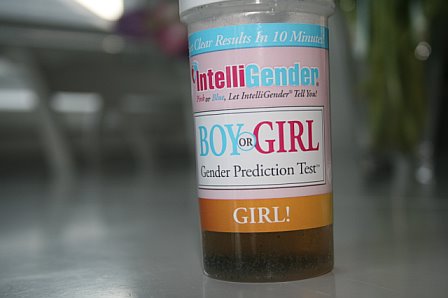 Clear Results In 10 Minutes
IntelliGender
Pink or Blue, Let IntelliGender® Tell You!
BOY OR GIRL
Gender Prediction Test™
GIRL!